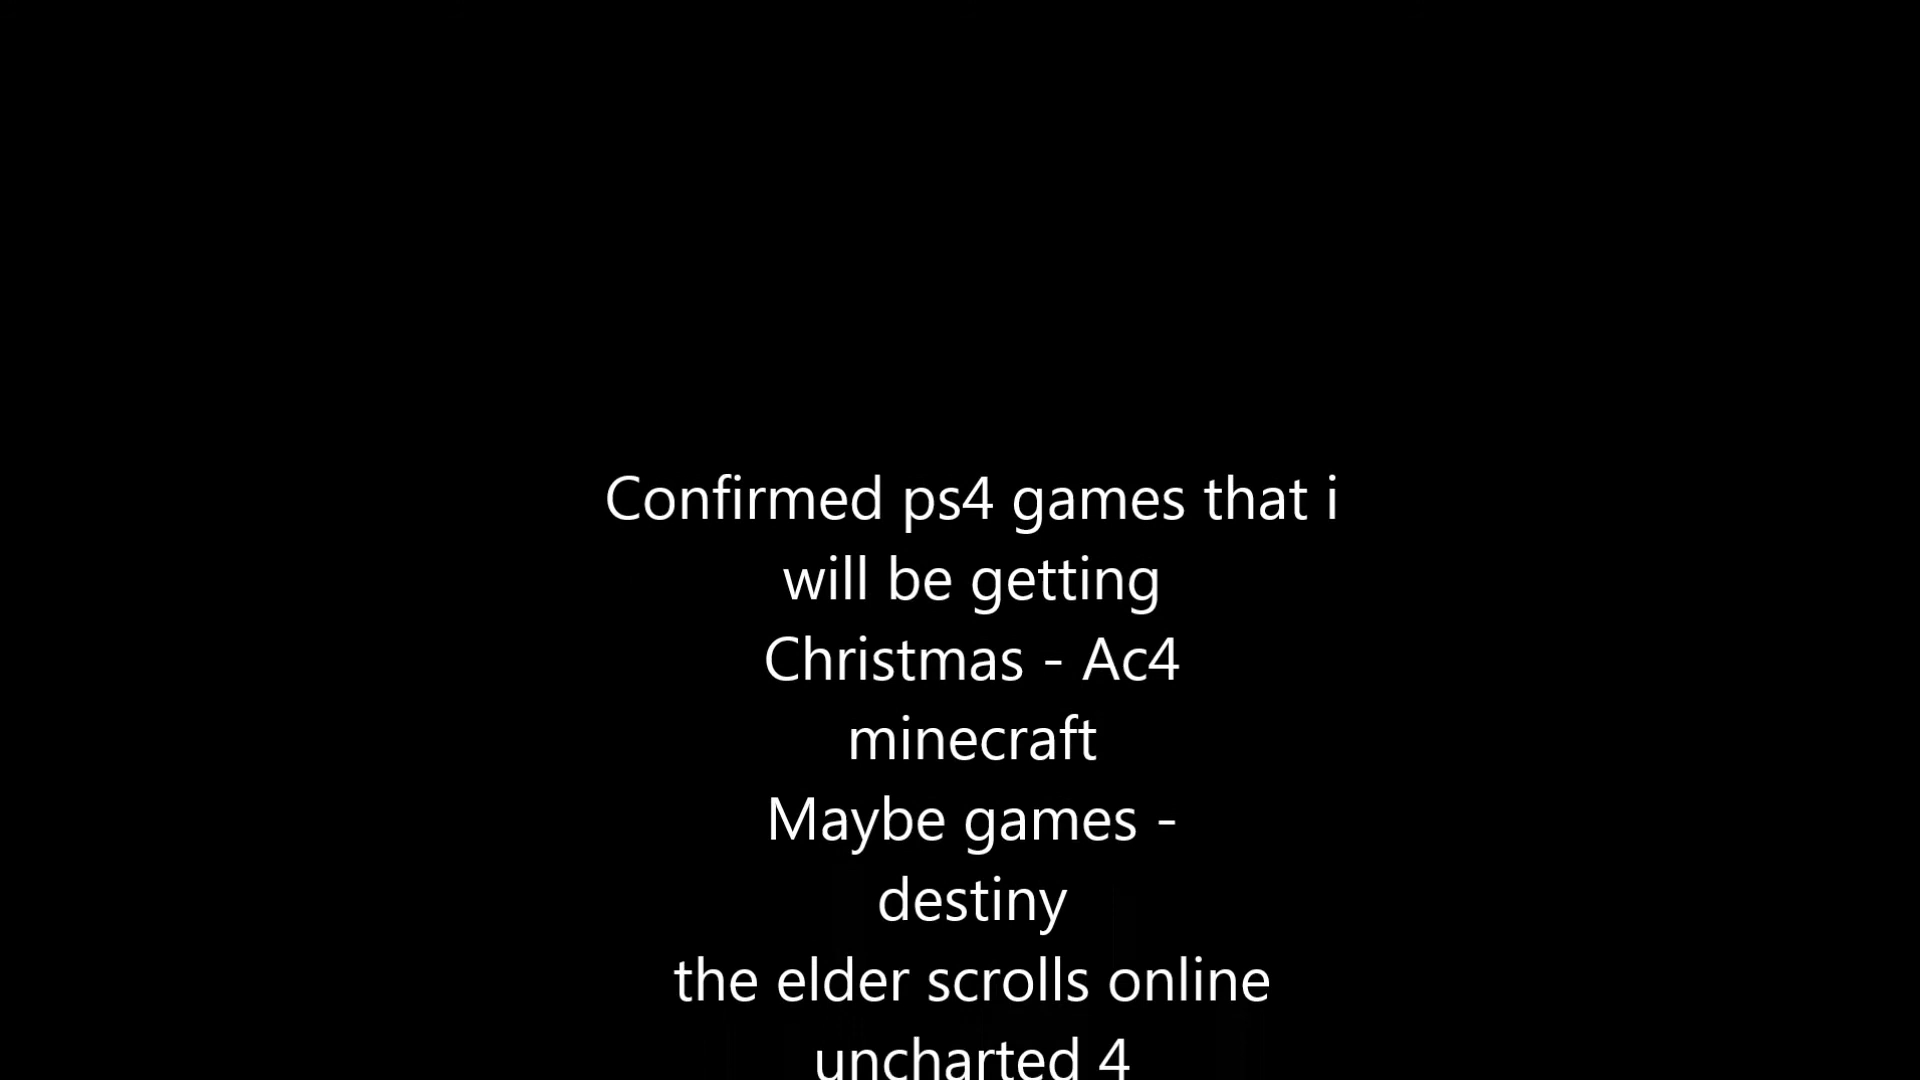 Confirmed ps4 games that i
will be getting
Christmas - Ac4
minecraft
Maybe games -
destiny
the elder scrolls online
uncharted 4